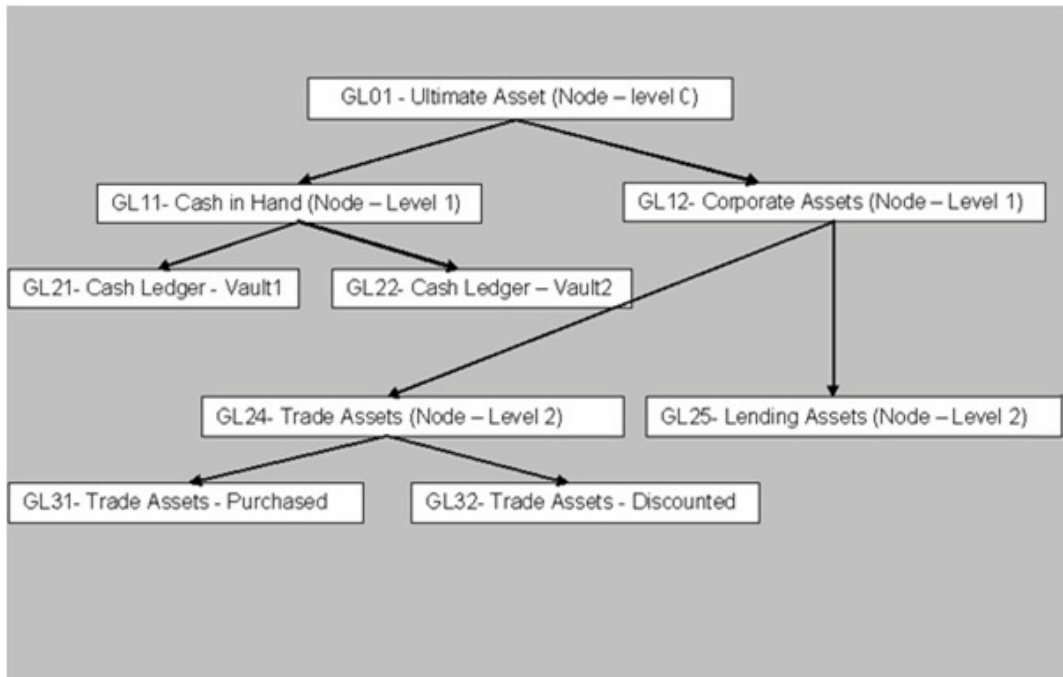 GL01 - Ultimate Asset (Node – level 0)
GL11- Cash in Hand (Node – Level 1)
GL12- Corporate Assets (Node – Level 1)
GL21- Cash Ledger - Vault1
GL22- Cash Ledger – Vault2
GL24- Trade Assets (Node – Level 2)
GL25- Lending Assets (Node – Level 2)
GL31- Trade Assets - Purchased
GL32- Trade Assets - Discounted